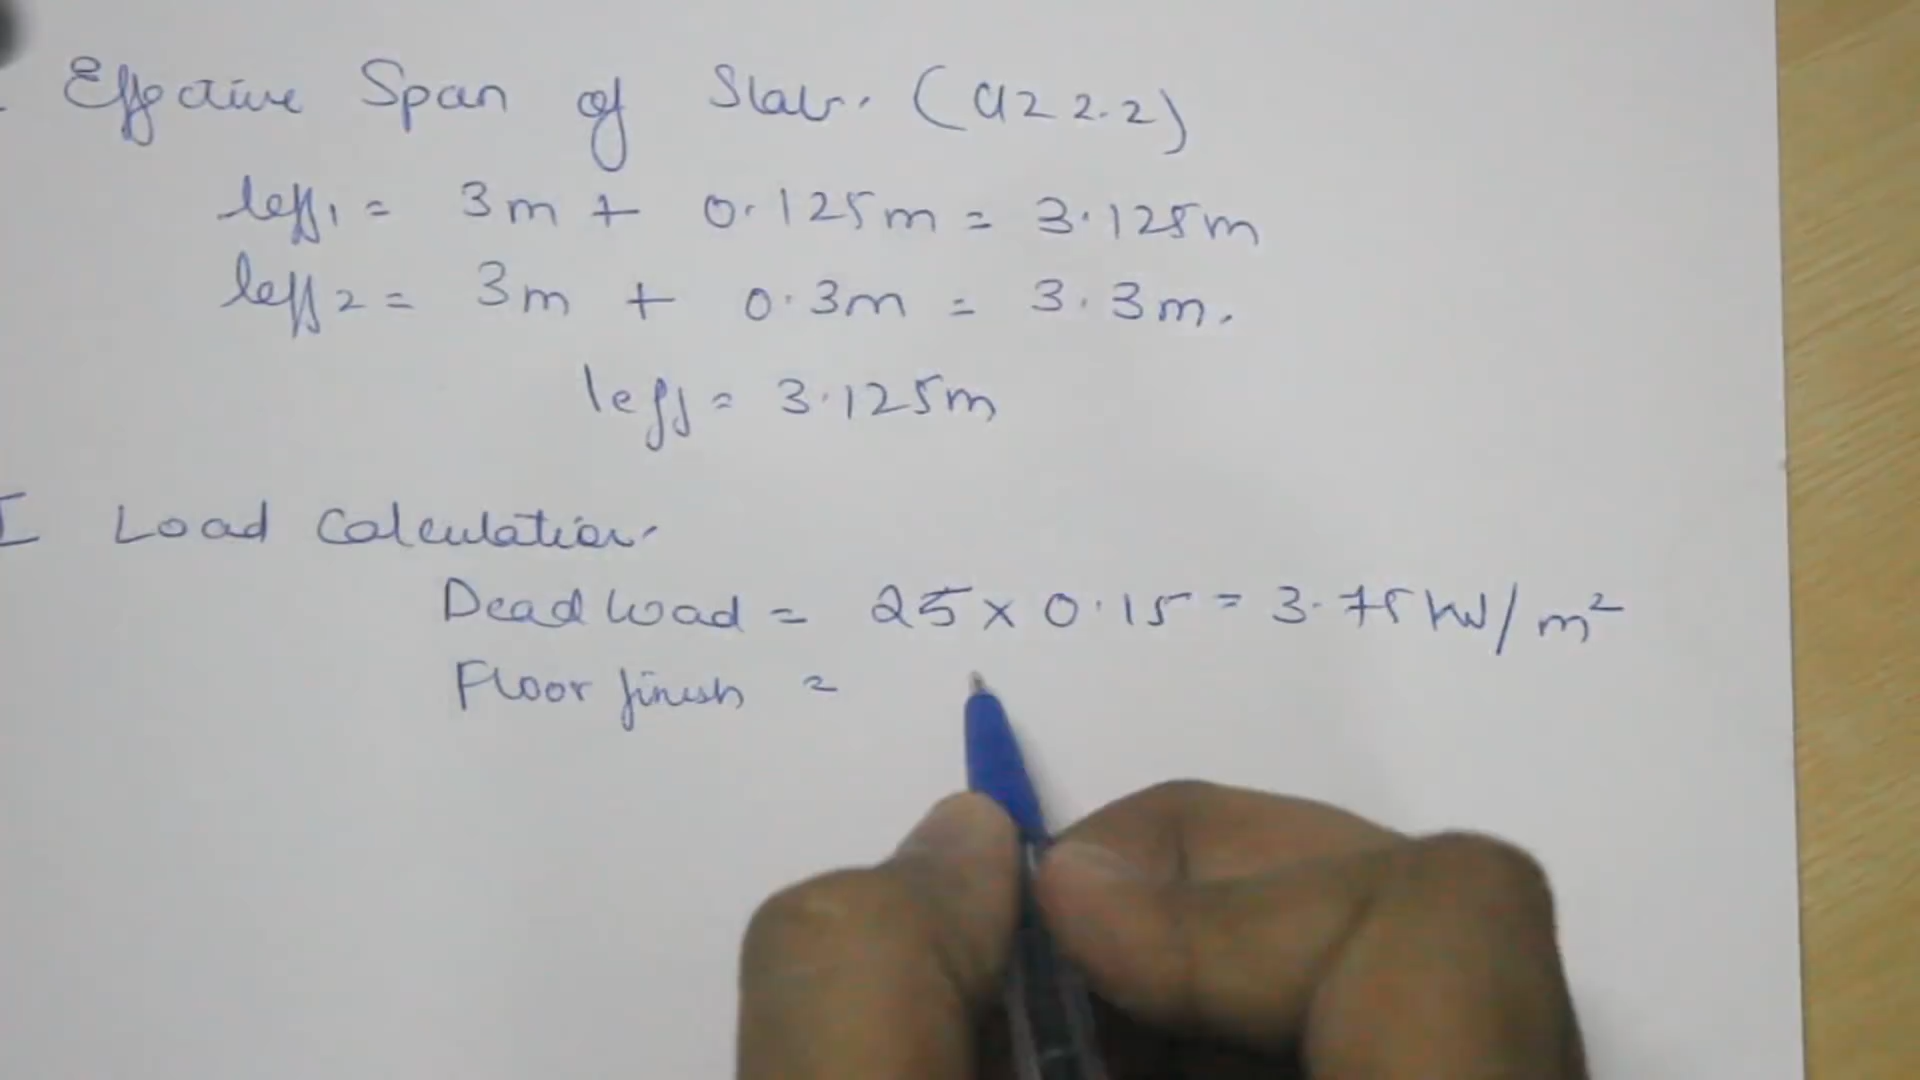 Effective Span of Slab. (Cl 22.2)
leff1 = 3m + 0.125m = 3.125m
leff2 = 3m + 0.3m = 3.3m.
leff = 3.125m
I Load Calculation
Dead load = 25 x 0.15 = 3.75 kN/m²
Floor finish =